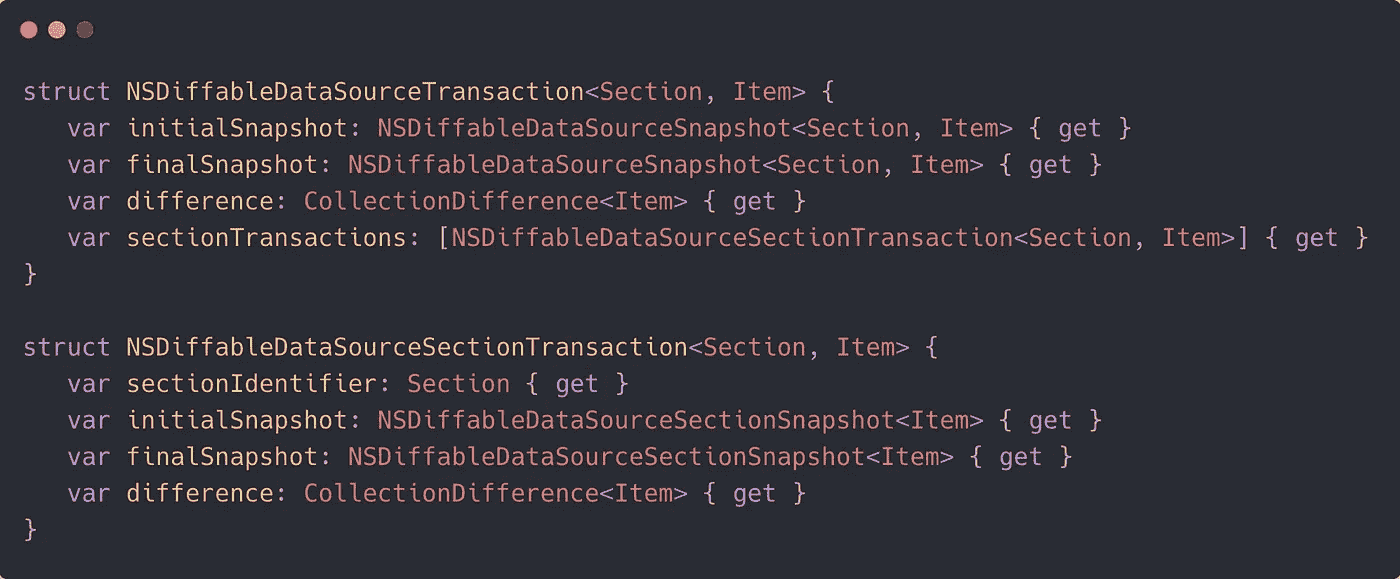 struct NSDiffableDataSourceTransaction<Section, Item> {
   var initialSnapshot: NSDiffableDataSourceSnapshot<Section, Item> { get }
   var finalSnapshot: NSDiffableDataSourceSnapshot<Section, Item> { get }
   var difference: CollectionDifference<Item> { get }
   var sectionTransactions: [NSDiffableDataSourceSectionTransaction<Section, Item>] { get }
}

struct NSDiffableDataSourceSectionTransaction<Section, Item> {
   var sectionIdentifier: Section { get }
   var initialSnapshot: NSDiffableDataSourceSectionSnapshot<Item> { get }
   var finalSnapshot: NSDiffableDataSourceSectionSnapshot<Item> { get }
   var difference: CollectionDifference<Item> { get }
}